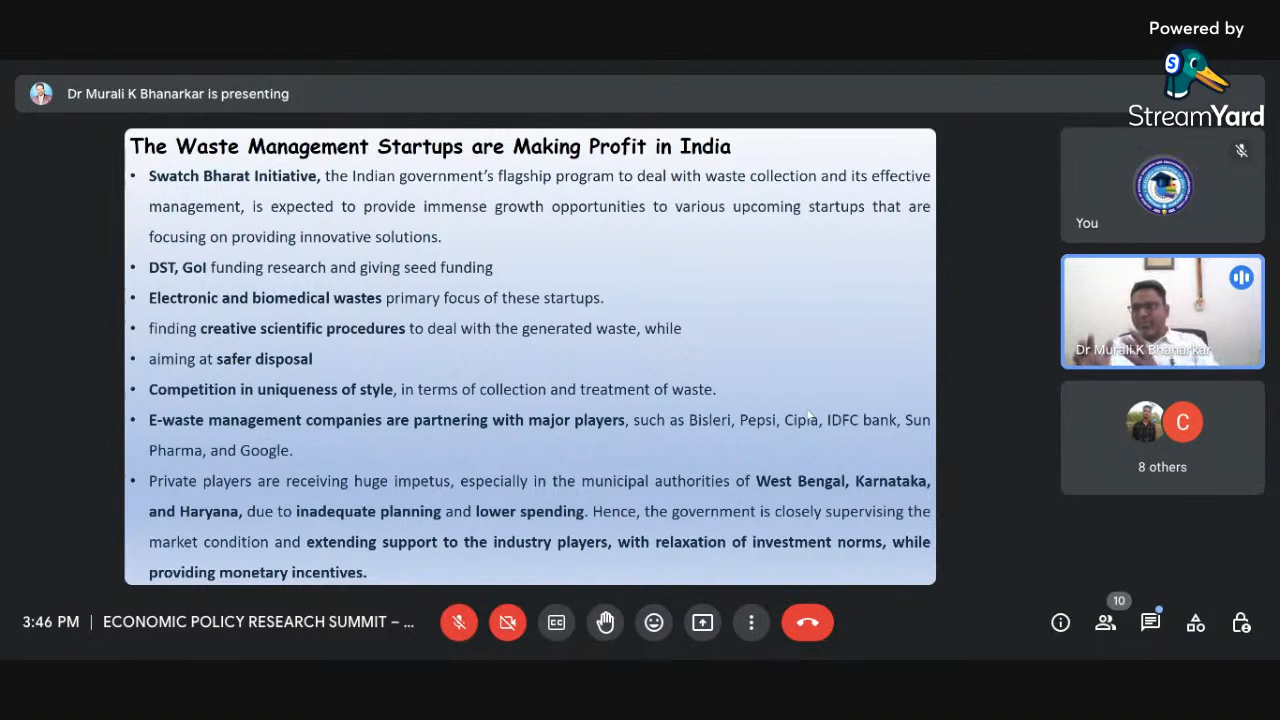 Powered by
StreamYard
Dr Murali K Bhanarkar is presenting
The Waste Management Startups are Making Profit in India
• Swatch Bharat Initiative, the Indian government's flagship program to deal with waste collection and its effective
management, is expected to provide immense growth opportunities to various upcoming startups that are
focusing on providing innovative solutions.
• DST, GoI funding research and giving seed funding
• Electronic and biomedical wastes primary focus of these startups.
• finding creative scientific procedures to deal with the generated waste, while
• aiming at safer disposal
• Competition in uniqueness of style, in terms of collection and treatment of waste.
• E-waste management companies are partnering with major players, such as Bisleri, Pepsi, Cipla, IDFC bank, Sun
Pharma, and Google.
• Private players are receiving huge impetus, especially in the municipal authorities of West Bengal, Karnataka,
and Haryana, due to inadequate planning and lower spending. Hence, the government is closely supervising the
market condition and extending support to the industry players, with relaxation of investment norms, while
providing monetary incentives.
You
Dr Murali K Bhanarkar
C
8 others
3:46 PM | ECONOMIC POLICY RESEARCH SUMMIT – ...
CC
10